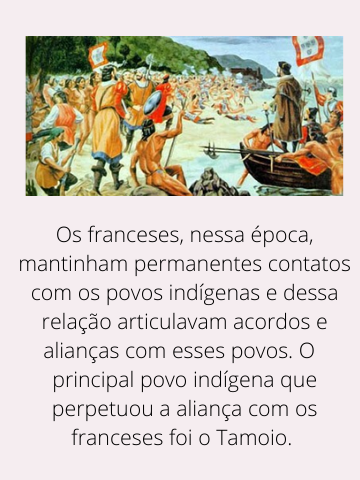 Os franceses, nessa época,
mantinham permanentes contatos
com os povos indígenas e dessa
relação articulavam acordos e
alianças com esses povos. O
principal povo indígena que
perpetuou a aliança com os
franceses foi o Tamoio.